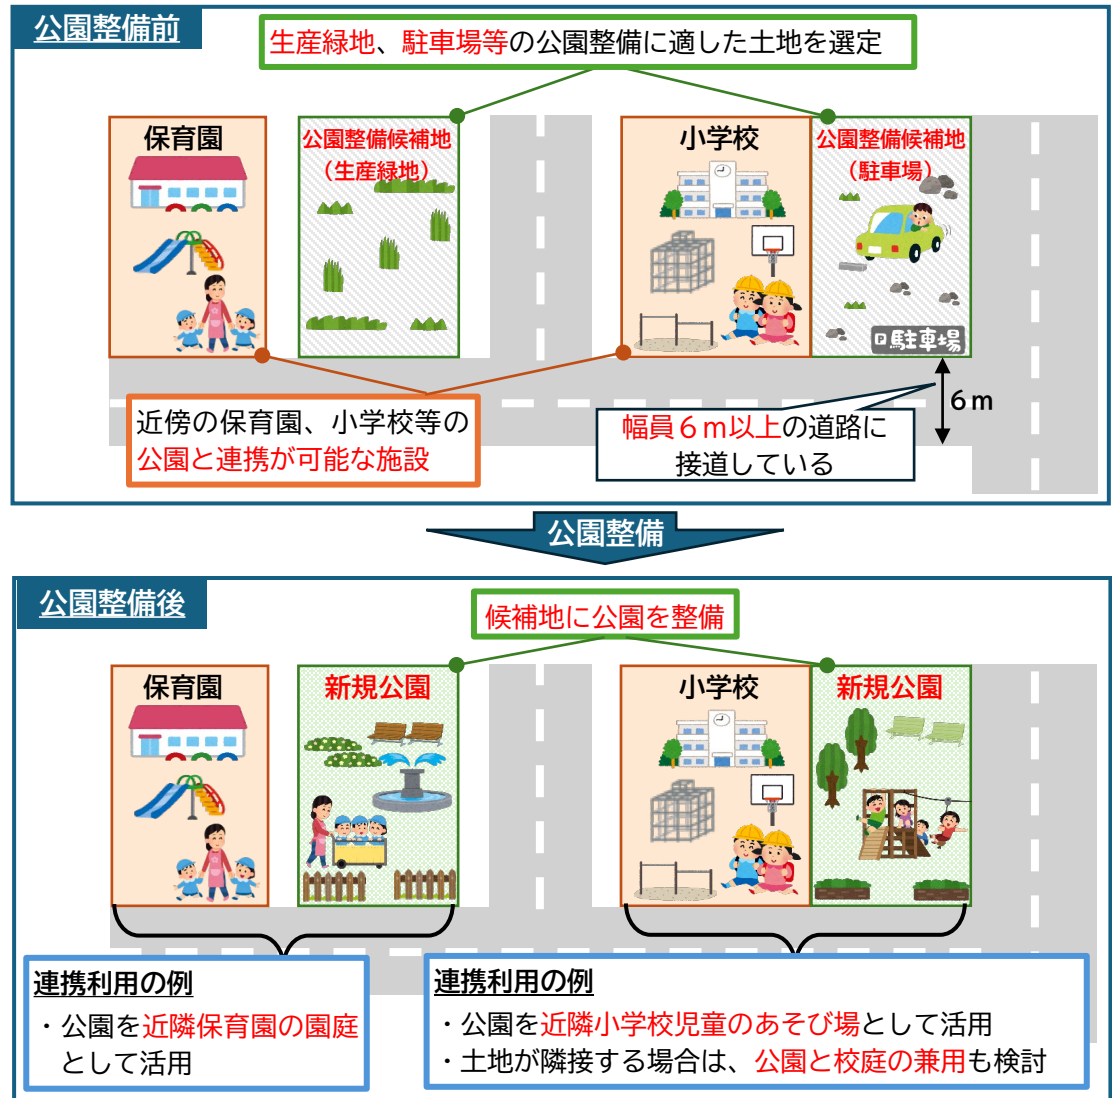 公園整備前
生産緑地、駐車場等の公園整備に適した土地を選定
保育園
公園整備候補地
（生産緑地）
小学校
公園整備候補地
（駐車場）
P駐車場
６ｍ
近傍の保育園、小学校等の
公園と連携が可能な施設
幅員６ｍ以上の道路に
接道している
公園整備
公園整備後
候補地に公園を整備
保育園
新規公園
小学校
新規公園
連携利用の例
・公園を近隣保育園の園庭
として活用
連携利用の例
・公園を近隣小学校児童のあそび場として活用
・土地が隣接する場合は、公園と校庭の兼用も検討